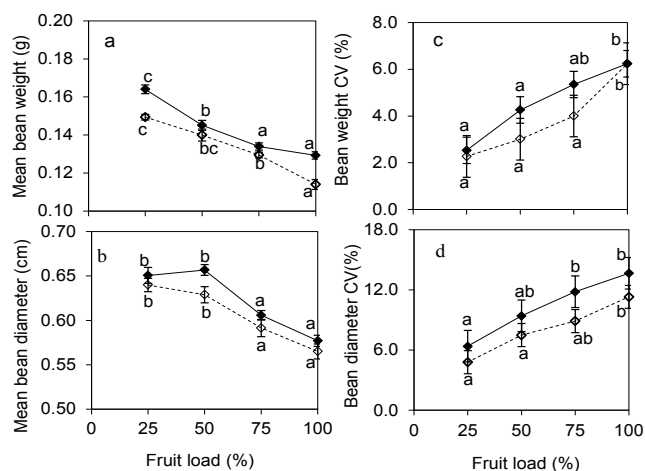 a
Mean bean weight (g)
0.20
0.18
0.16
0.14
0.12
0.10
c
b
a
a
c
bc
a
a
c
Bean weight CV (%)
8.0
6.0
4.0
2.0
0.0
a
a
ab
b
a
a
a
b
b
Mean bean diameter (cm)
0.70
0.65
0.60
0.55
0.50
b
b
a
a
b
b
a
a
0 25 50 75 100
Fruit load (%)
d
Bean diameter CV(%)
18.0
12.0
6.0
0.0
a
ab
b
b
a
a
ab
b
0 25 50 75 100
Fruit load (%)